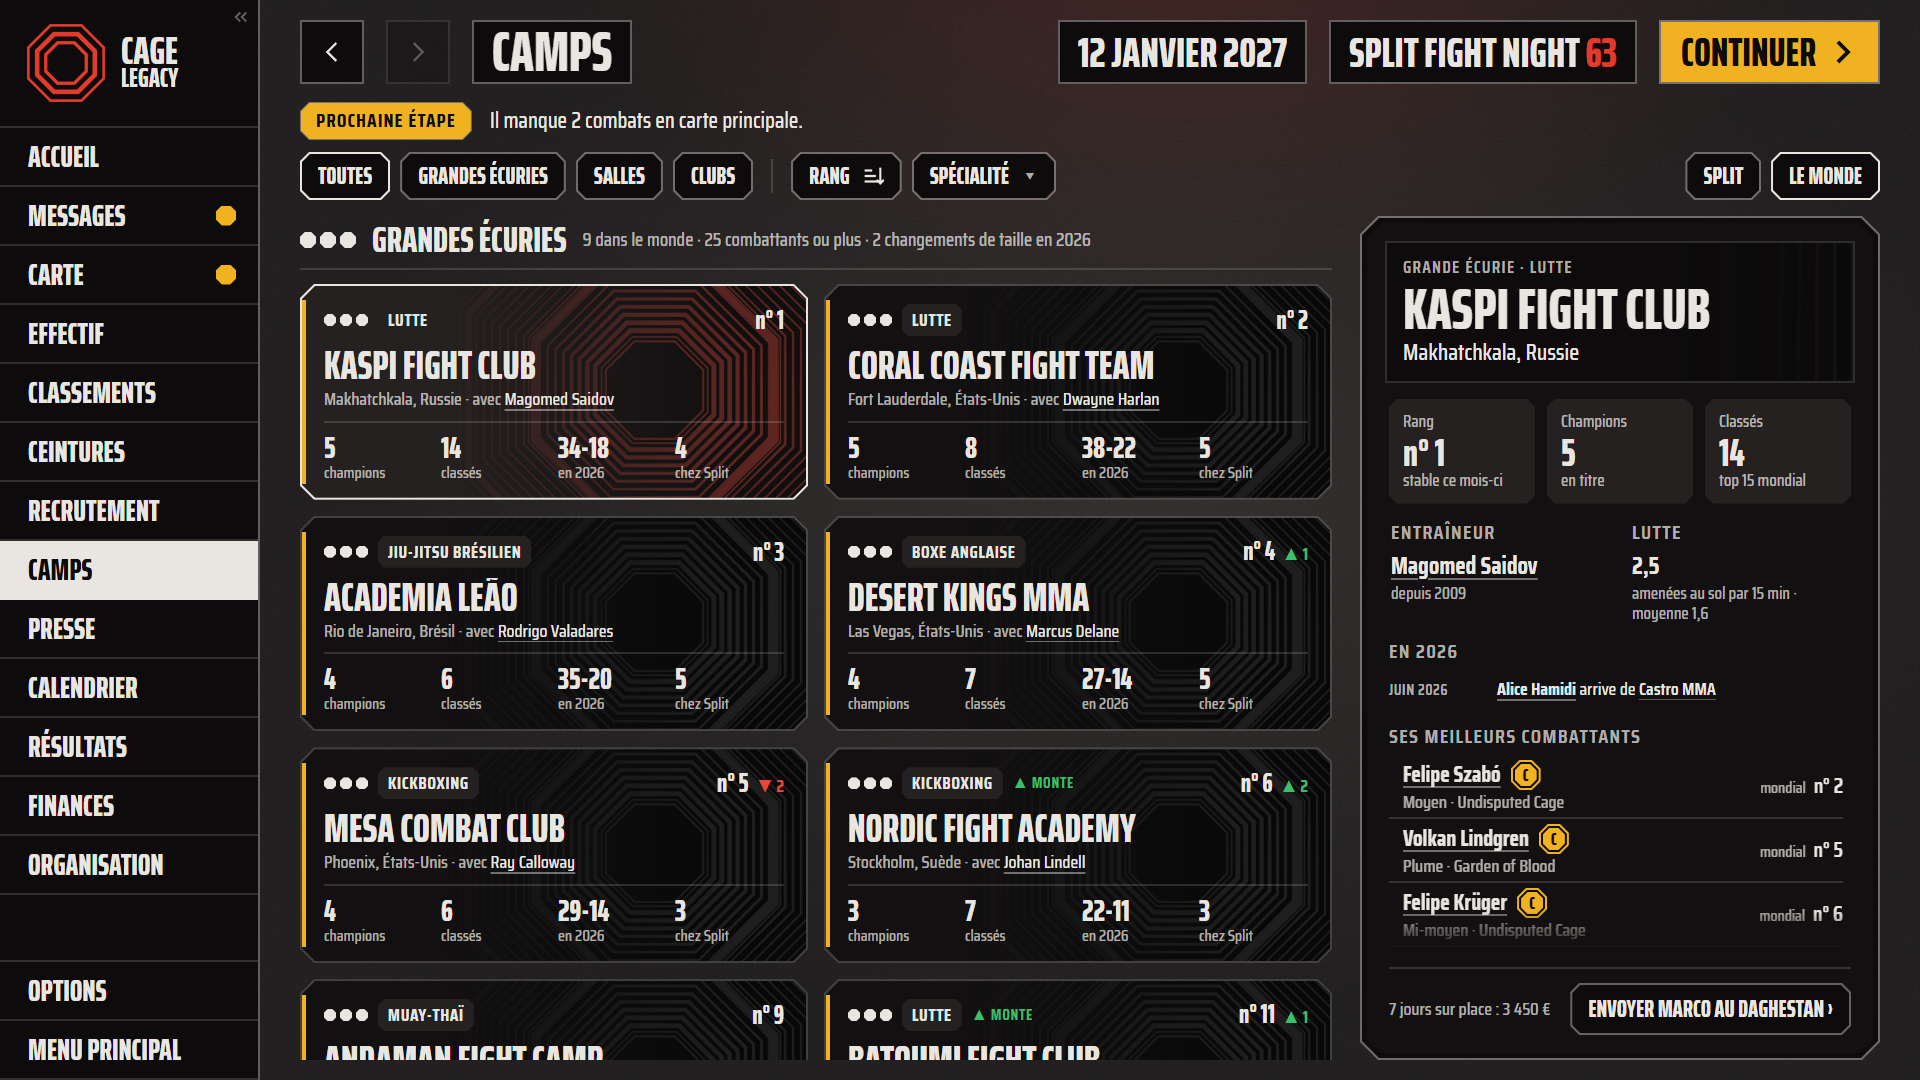 CAGE
LEGACY
ACCUEIL
MESSAGES
CARTE
EFFECTIF
CLASSEMENTS
CEINTURES
RECRUTEMENT
CAMPS
PRESSE
CALENDRIER
RÉSULTATS
FINANCES
ORGANISATION
OPTIONS
MENU PRINCIPAL
CAMPS
12 JANVIER 2027
SPLIT FIGHT NIGHT 63
CONTINUER
PROCHAINE ÉTAPE Il manque 2 combats en carte principale.
TOUTES GRANDES ÉCURIES SALLES CLUBS RANG SPÉCIALITÉ ▼ SPLIT LE MONDE
GRANDES ÉCURIES 9 dans le monde · 25 combattants ou plus · 2 changements de taille en 2026
LUTTE n° 1
KASPI FIGHT CLUB
Makhatchkala, Russie · avec Magomed Saidov
5 14 34-18 4
champions classés en 2026 chez Split
LUTTE n° 2
CORAL COAST FIGHT TEAM
Fort Lauderdale, États-Unis · avec Dwayne Harlan
5 8 38-22 5
champions classés en 2026 chez Split
JIU-JITSU BRÉSILIEN n° 3
ACADEMIA LEÃO
Rio de Janeiro, Brésil · avec Rodrigo Valadares
4 6 35-20 5
champions classés en 2026 chez Split
BOXE ANGLAISE n° 4 ▲ 1
DESERT KINGS MMA
Las Vegas, États-Unis · avec Marcus Delane
4 7 27-14 5
champions classés en 2026 chez Split
KICKBOXING n° 5 ▼ 2
MESA COMBAT CLUB
Phoenix, États-Unis · avec Ray Calloway
4 6 29-14 3
champions classés en 2026 chez Split
KICKBOXING ▲ MONTE n° 6 ▲ 2
NORDIC FIGHT ACADEMY
Stockholm, Suède · avec Johan Lindell
3 7 22-11 3
champions classés en 2026 chez Split
MUAY-THAÏ n° 9
ANDAMAN FIGHT CAMP
LUTTE ▲ MONTE n° 11 ▲ 1
BATOUMI FIGHT CLUB
GRANDE ÉCURIE · LUTTE
KASPI FIGHT CLUB
Makhatchkala, Russie
Rang Champions Classés
n° 1 5 14
stable ce mois-ci en titre top 15 mondial
ENTRAÎNEUR LUTTE
Magomed Saidov 2,5
depuis 2009 amenées au sol par 15 min ·
moyenne 1,6
EN 2026
JUIN 2026 Alice Hamidi arrive de Castro MMA
SES MEILLEURS COMBATTANTS
Felipe Szabó C mondial n° 2
Moyen · Undisputed Cage
Volkan Lindgren C mondial n° 5
Plume · Garden of Blood
Felipe Krüger C mondial n° 6
Mi-moyen · Undisputed Cage
7 jours sur place : 3 450 € ENVOYER MARCO AU DAGHESTAN ›